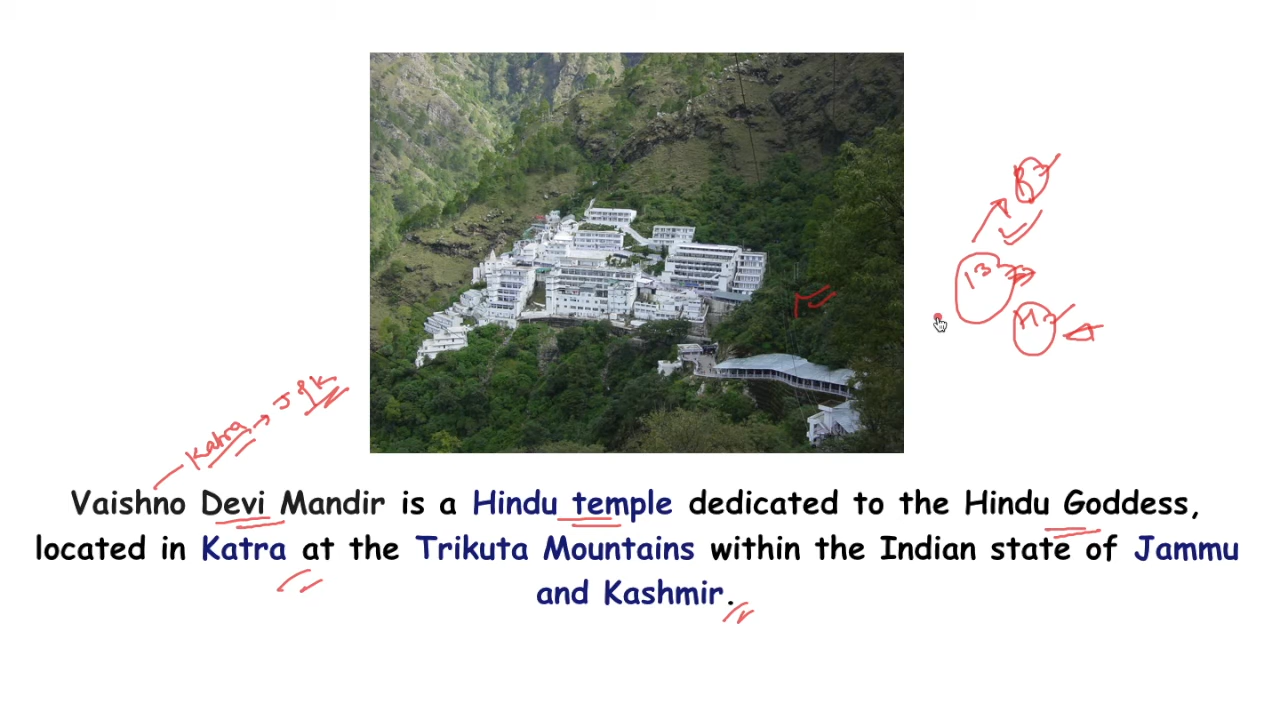 Katra → J&K
Vaishno Devi Mandir is a Hindu temple dedicated to the Hindu Goddess,
located in Katra at the Trikuta Mountains within the Indian state of Jammu
and Kashmir.